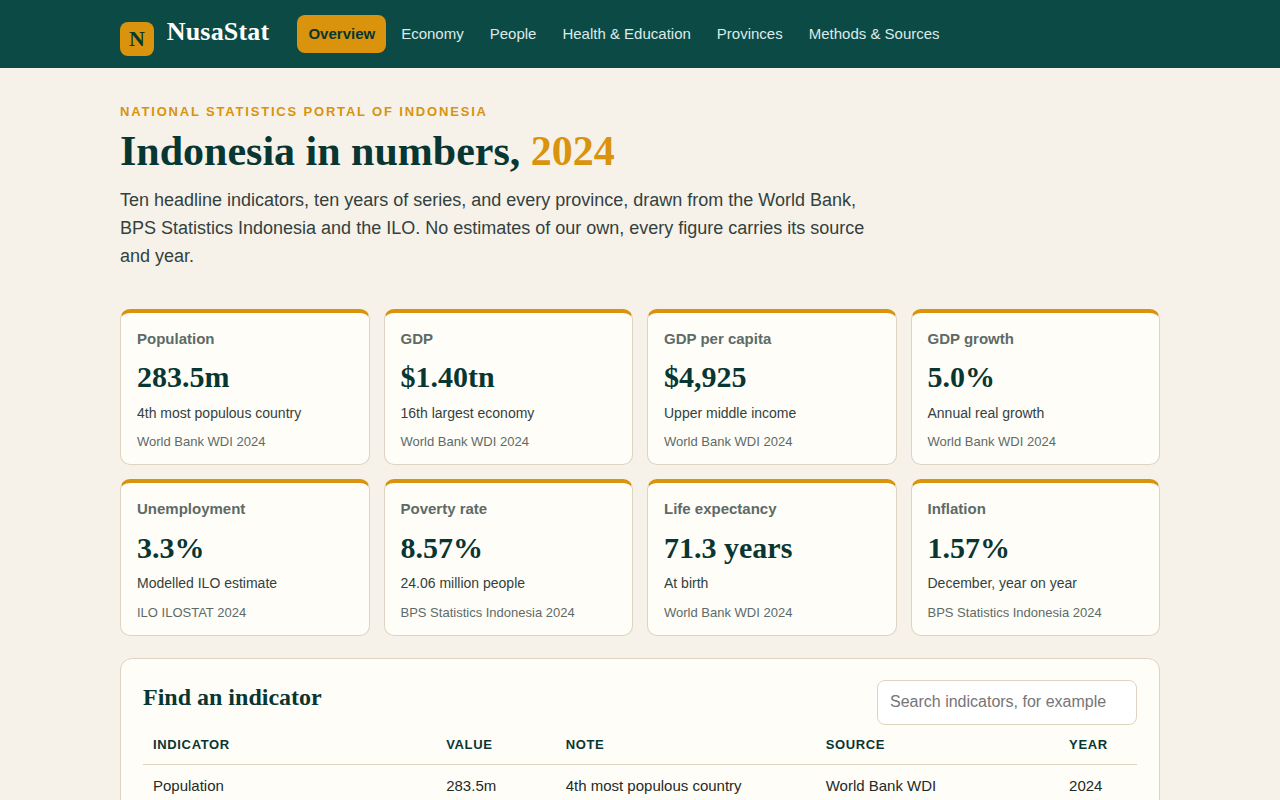 N NusaStat Overview Economy People Health & Education Provinces Methods & Sources
NATIONAL STATISTICS PORTAL OF INDONESIA
Indonesia in numbers, 2024
Ten headline indicators, ten years of series, and every province, drawn from the World Bank,
BPS Statistics Indonesia and the ILO. No estimates of our own, every figure carries its source
and year.
Population
283.5m
4th most populous country
World Bank WDI 2024
GDP
$1.40tn
16th largest economy
World Bank WDI 2024
GDP per capita
$4,925
Upper middle income
World Bank WDI 2024
GDP growth
5.0%
Annual real growth
World Bank WDI 2024
Unemployment
3.3%
Modelled ILO estimate
ILO ILOSTAT 2024
Poverty rate
8.57%
24.06 million people
BPS Statistics Indonesia 2024
Life expectancy
71.3 years
At birth
World Bank WDI 2024
Inflation
1.57%
December, year on year
BPS Statistics Indonesia 2024
Find an indicator
Search indicators, for example
INDICATOR VALUE NOTE SOURCE YEAR
Population 283.5m 4th most populous country World Bank WDI 2024